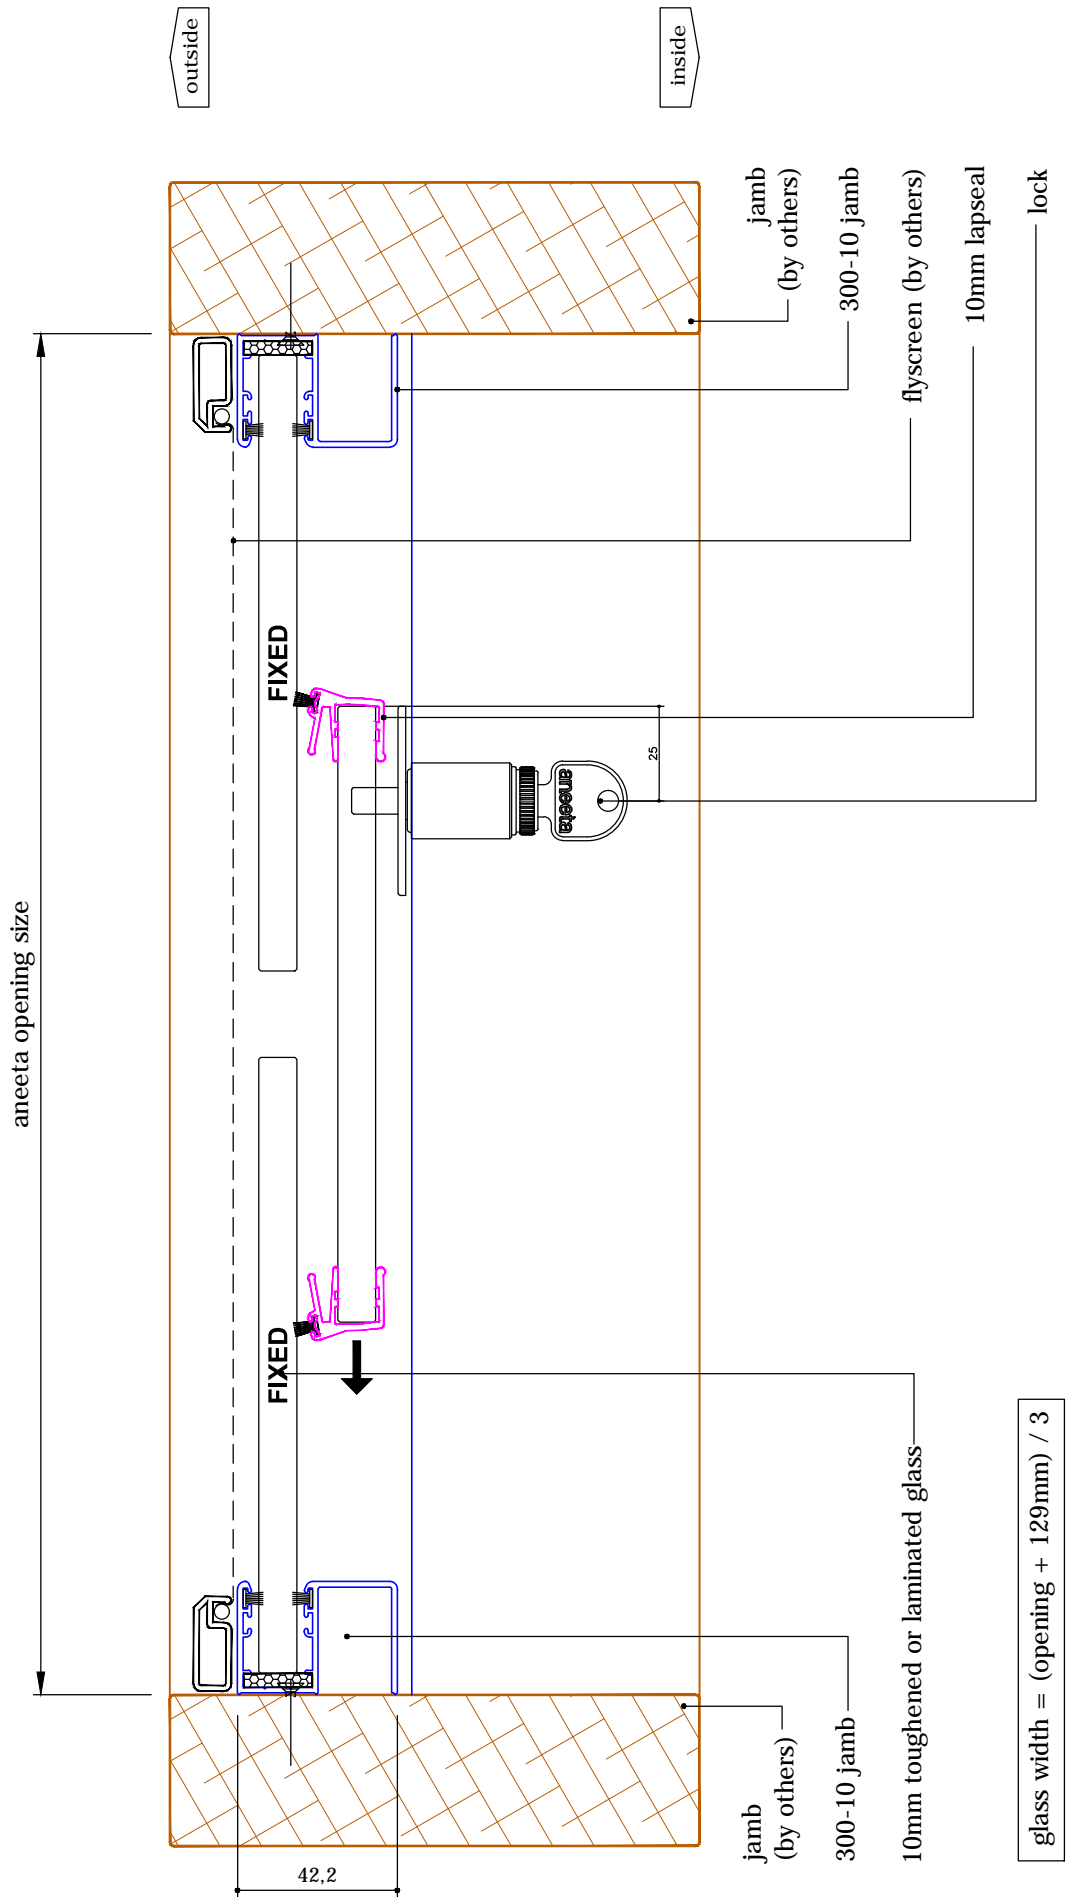 outside
inside
jamb
(by others)
300-10 jamb
flyscreen (by others)
10mm lapseal
lock
aneeta opening size
FIXED
25
aneeta
FIXED
jamb
(by others)
300-10 jamb
10mm toughened or laminated glass
glass width = (opening + 129mm) / 3
42,2